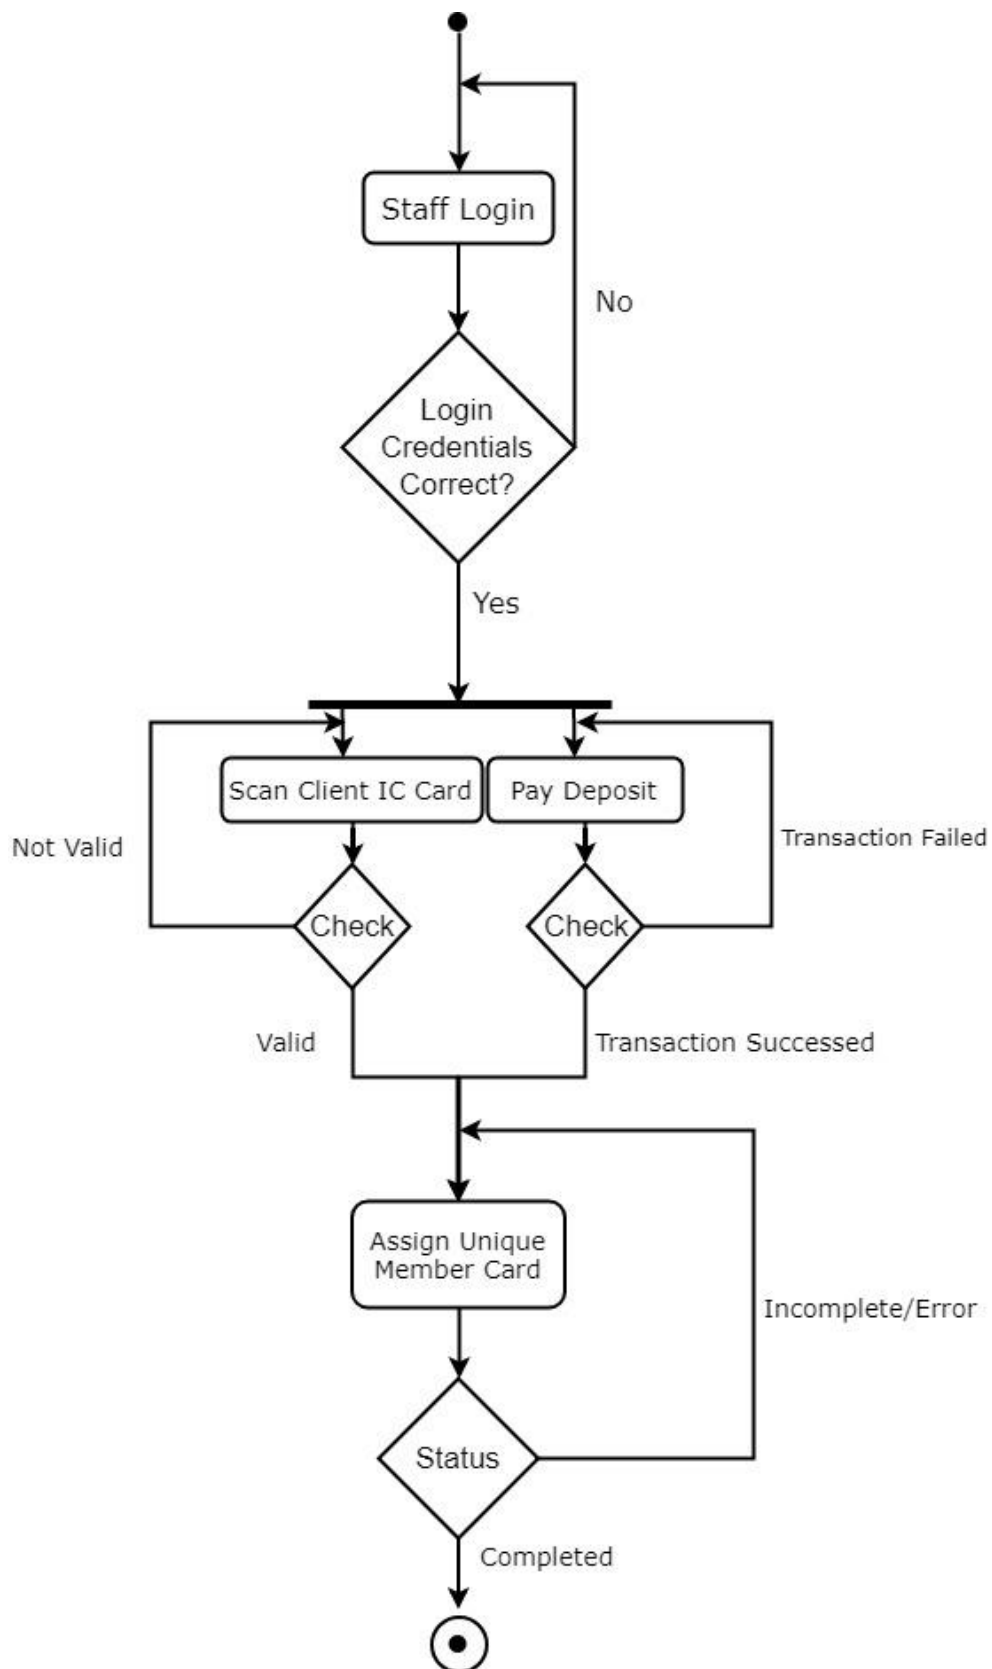 Staff Login
No
Login
Credentials
Correct?
Yes
Scan Client IC Card
Pay Deposit
Not Valid
Transaction Failed
Check
Check
Valid
Transaction Successed
Assign Unique
Member Card
Incomplete/Error
Status
Completed